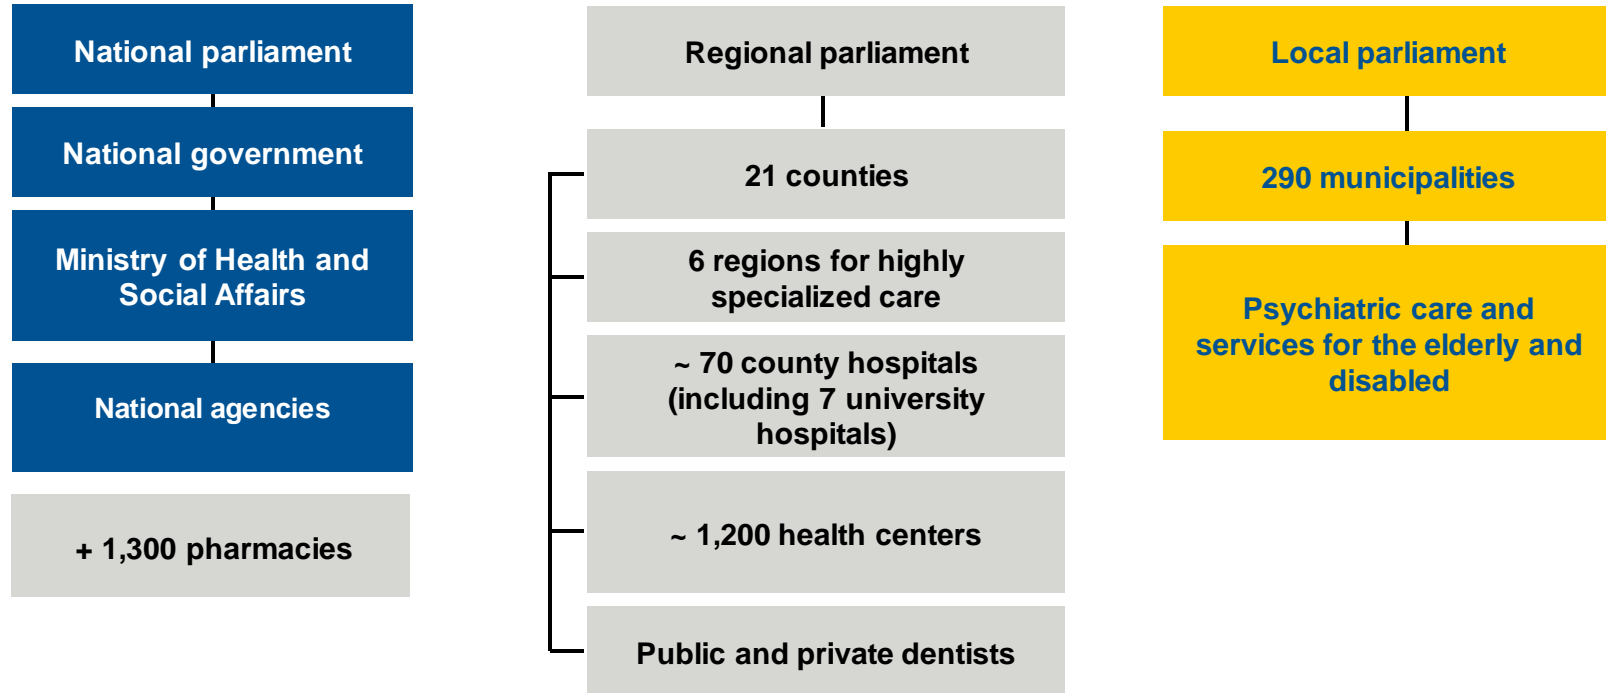 National parliament
National government
Ministry of Health and
Social Affairs
National agencies
+ 1,300 pharmacies
Regional parliament
21 counties
6 regions for highly
specialized care
~ 70 county hospitals
(including 7 university
hospitals)
~ 1,200 health centers
Public and private dentists
Local parliament
290 municipalities
Psychiatric care and
services for the elderly and
disabled